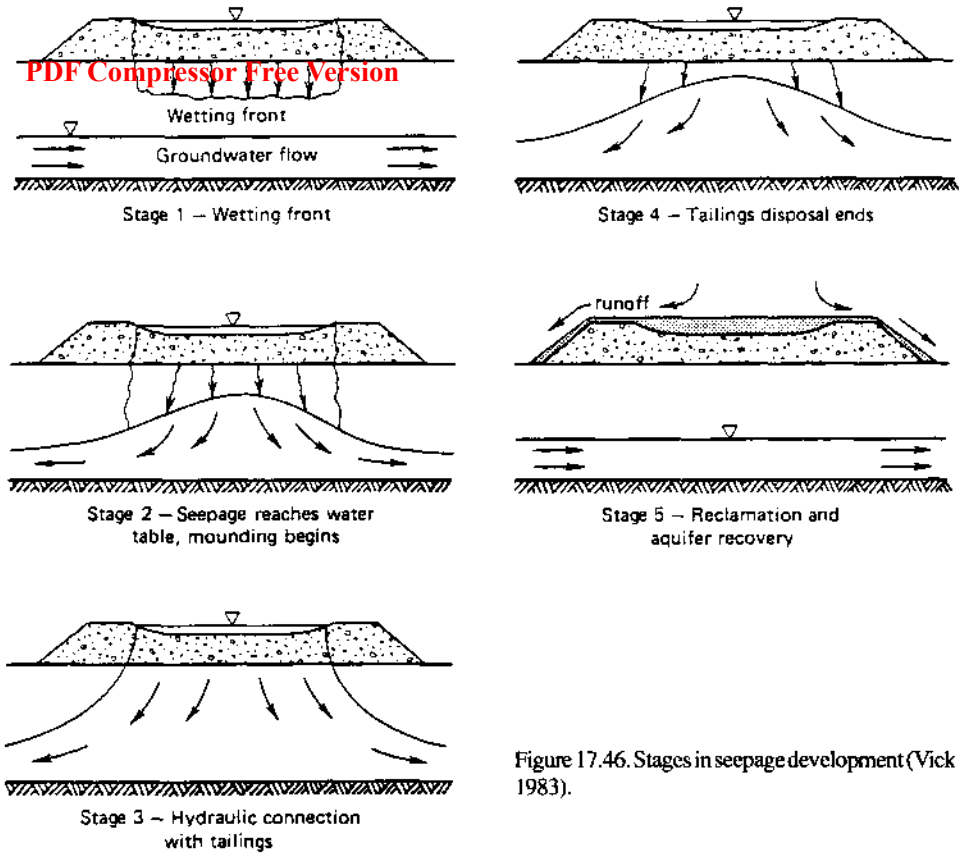 PDF Compressor Free Version
Wetting front
Groundwater flow
Stage 1 – Wetting front
Stage 2 – Seepage reaches water
table, mounding begins
Stage 3 – Hydraulic connection
with tailings
Stage 4 – Tailings disposal ends
runoff
Stage 5 – Reclamation and
aquifer recovery
Figure 17.46. Stages in seepage development (Vick
1983).